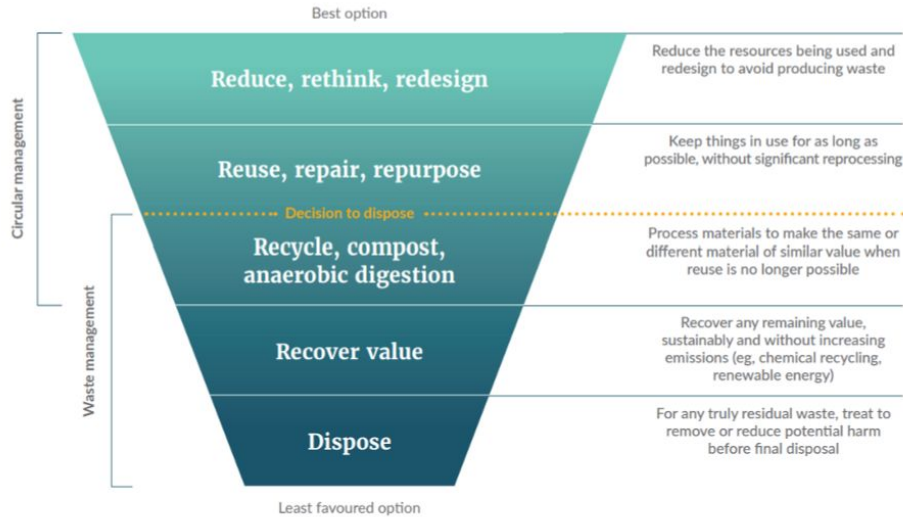 Best option
Circular management
Reduce, rethink, redesign
Reduce the resources being used and
redesign to avoid producing waste
Reuse, repair, repurpose
Keep things in use for as long as
possible, without significant reprocessing
Decision to dispose
Waste management
Recycle, compost,
anaerobic digestion
Process materials to make the same or
different material of similar value when
reuse is no longer possible
Recover value
Recover any remaining value,
sustainably and without increasing
emissions (eg, chemical recycling,
renewable energy)
Dispose
For any truly residual waste, treat to
remove or reduce potential harm
before final disposal
Least favoured option